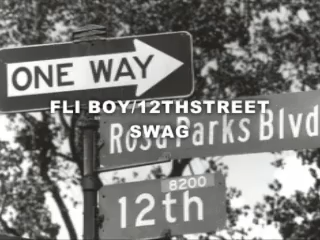 ONE WAY
FLI BOY/12THSTREET
SWAG
Rosa Parks Blvd
8200
12th